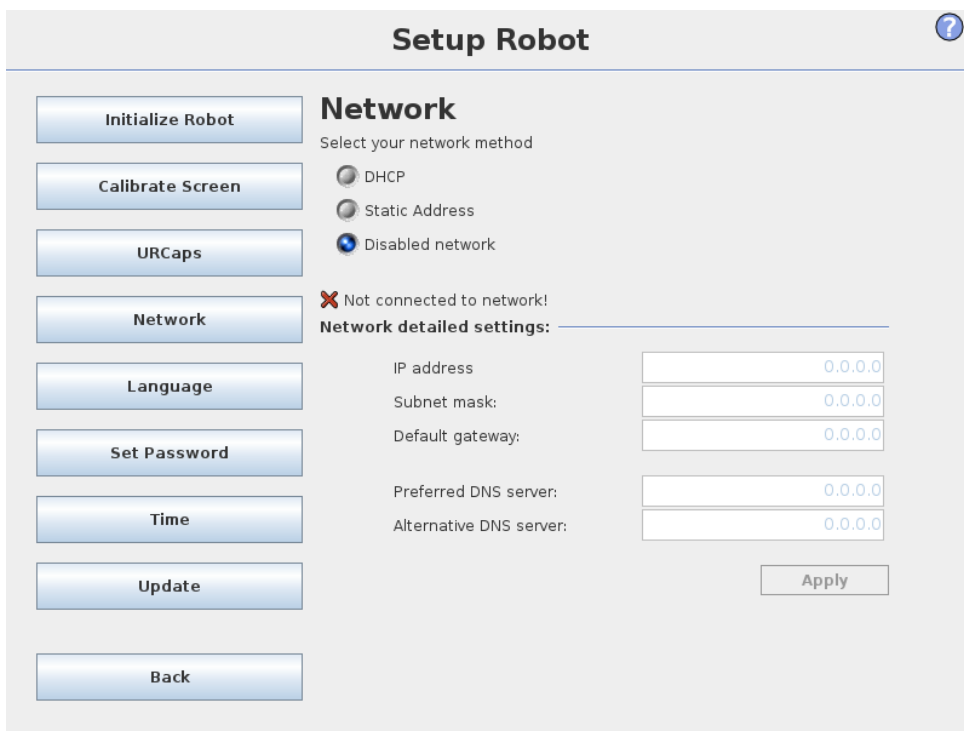 Setup Robot
?
Initialize Robot
Calibrate Screen
URCaps
Network
Language
Set Password
Time
Update
Back
Network
Select your network method
DHCP
Static Address
Disabled network
Not connected to network!
Network detailed settings:
IP address 0.0.0.0
Subnet mask: 0.0.0.0
Default gateway: 0.0.0.0
Preferred DNS server: 0.0.0.0
Alternative DNS server: 0.0.0.0
Apply